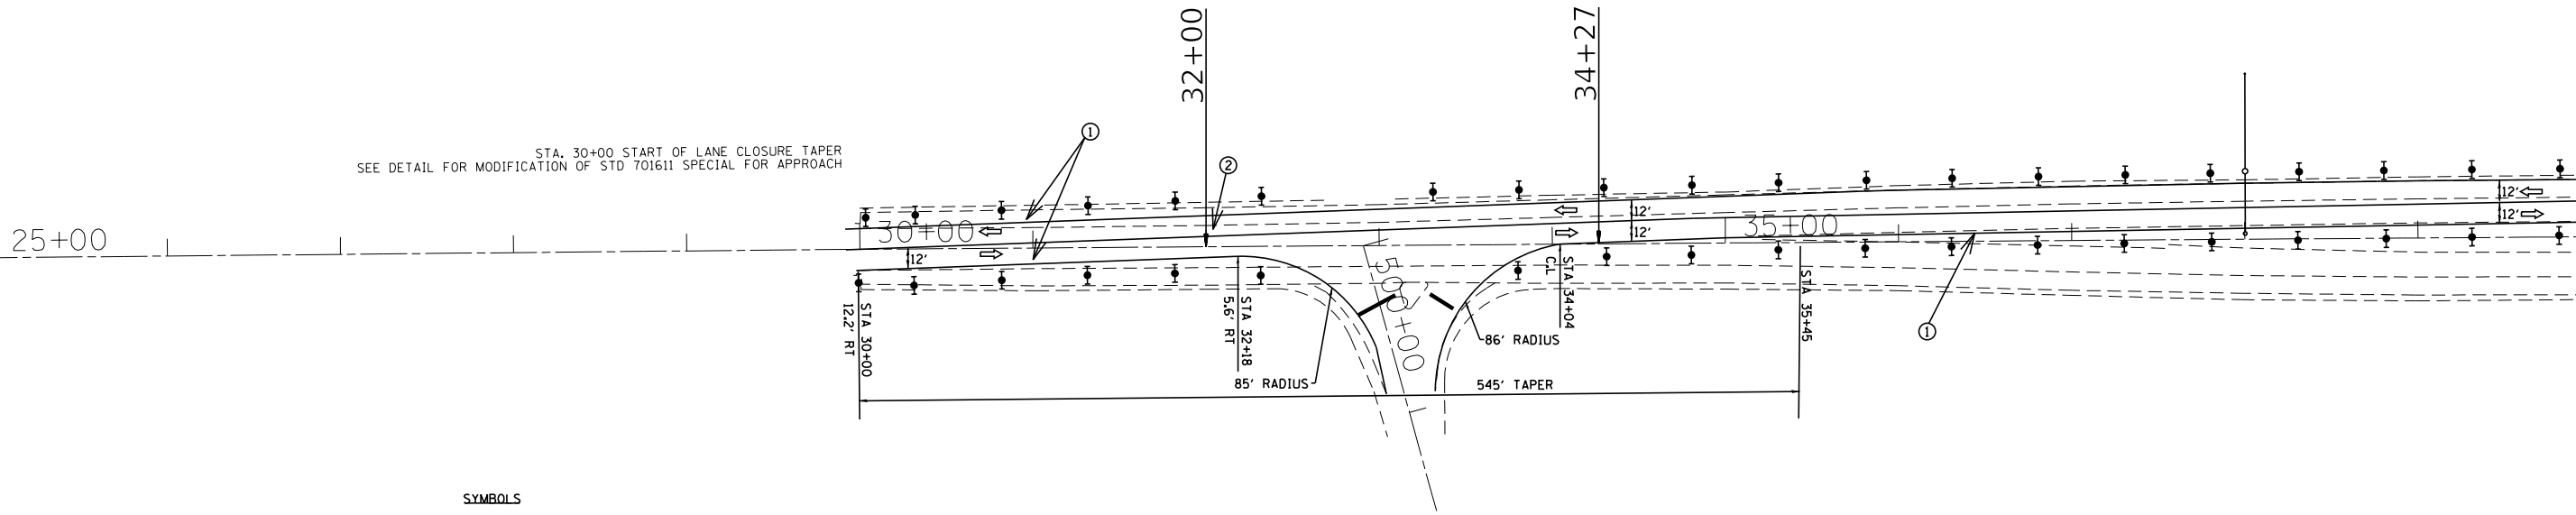 32+00
34+27
STA. 30+00 START OF LANE CLOSURE TAPER
SEE DETAIL FOR MODIFICATION OF STD 701611 SPECIAL FOR APPROACH
1
2
25+00
30+00
35+00
12'
12'
12'
12'
12'
STA 30+00
12.2' RT
STA 32+18
5.6' RT
500+00
STA 34+04
C.L
STA 35+45
1
85' RADIUS
86' RADIUS
545' TAPER
SYMBOLS